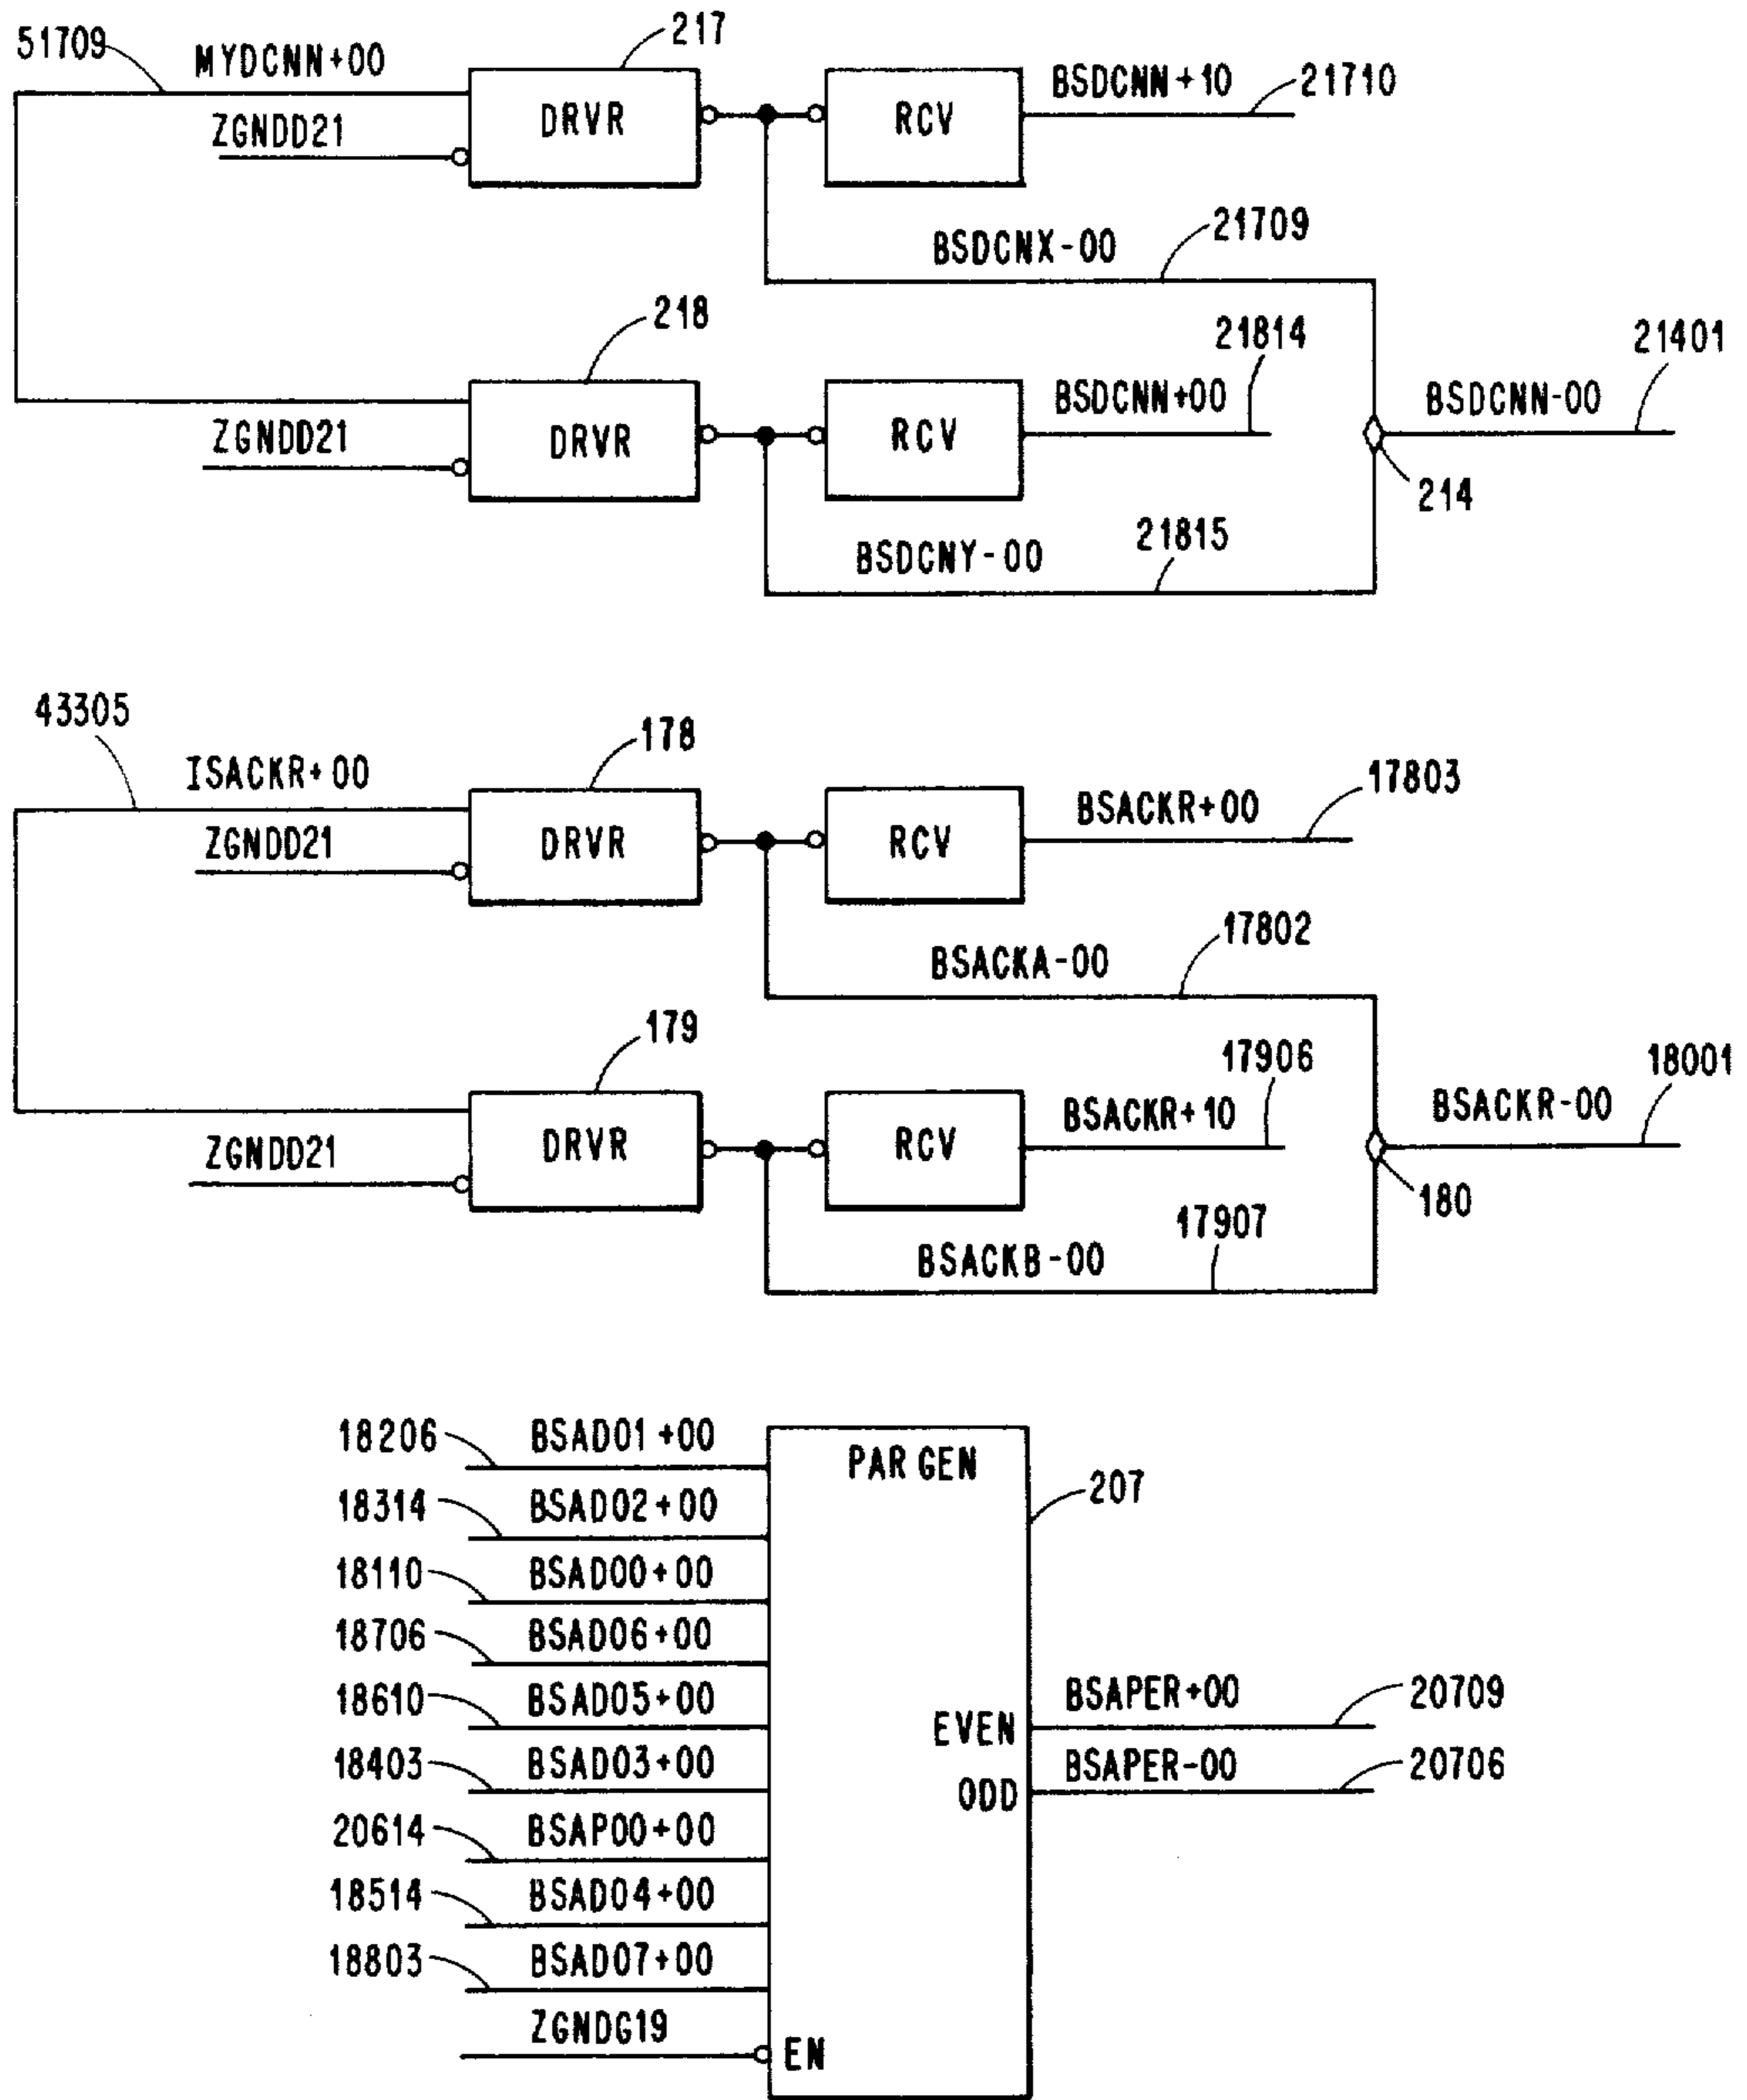 51709 MYDCNN+00 217 BSDCNN+10 21710
ZGNDD21 DRVR RCV
BSDCNX-00 21709
218 21814 21401
BSDCNN+00 BSDCNN-00
ZGNDD21 DRVR RCV
214
BSDCNY-00 21815
43305 ISACKR+00 178 BSACKR+00 17803
ZGNDD21 DRVR RCV
BSACKA-00 17802
179 17906 18001
BSACKR+10 BSACKR-00
ZGNDD21 DRVR RCV
180
BSACKB-00 17907
18206 BSAD01+00 PAR GEN
18314 BSAD02+00 207
18110 BSAD00+00
18706 BSAD06+00
18610 BSAD05+00 EVEN BSAPER+00 20709
18403 BSAD03+00 ODD BSAPER-00 20706
20614 BSAP00+00
18514 BSAD04+00
18803 BSAD07+00
ZGNDG19 EN